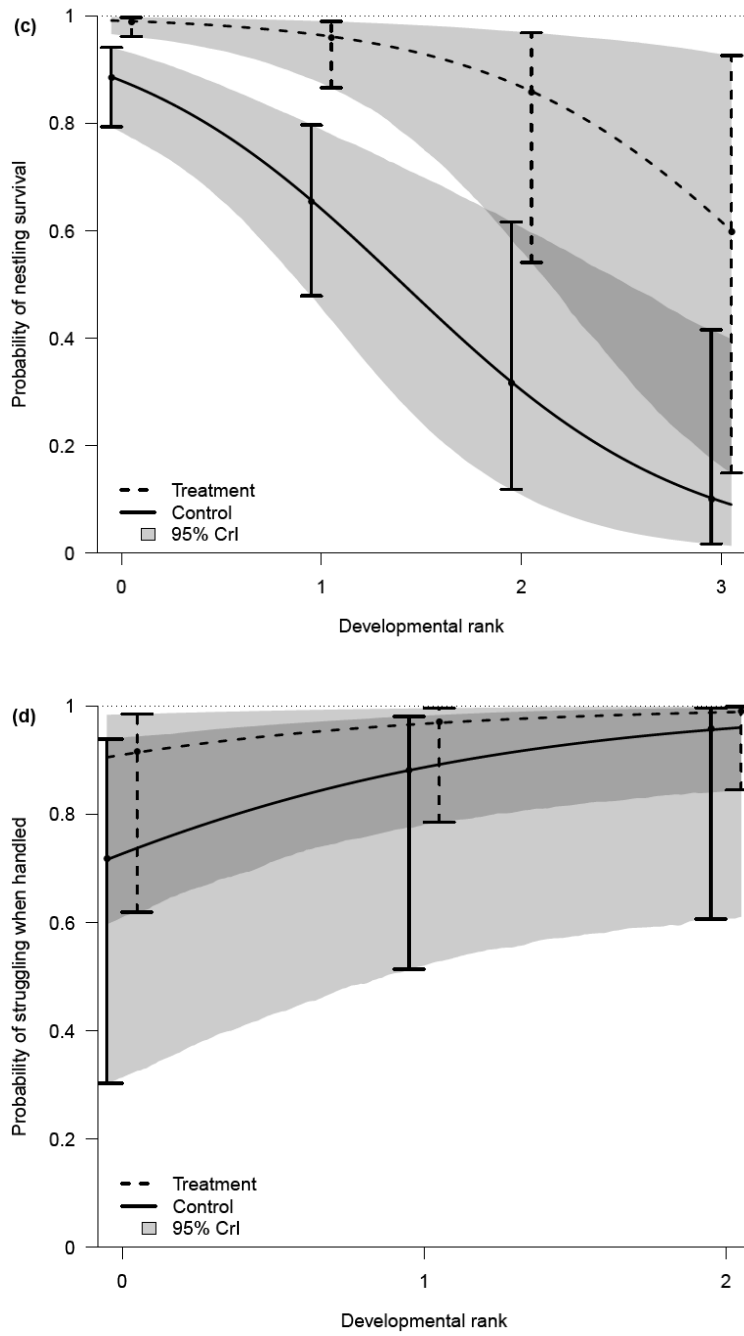 (c)
Probability of nestling survival
1
0.8
0.6
0.4
0.2
0
Treatment
Control
95% CrI
0
1
2
3
Developmental rank
(d)
Probability of struggling when handled
1
0.8
0.6
0.4
0.2
0
Treatment
Control
95% CrI
0
1
2
Developmental rank